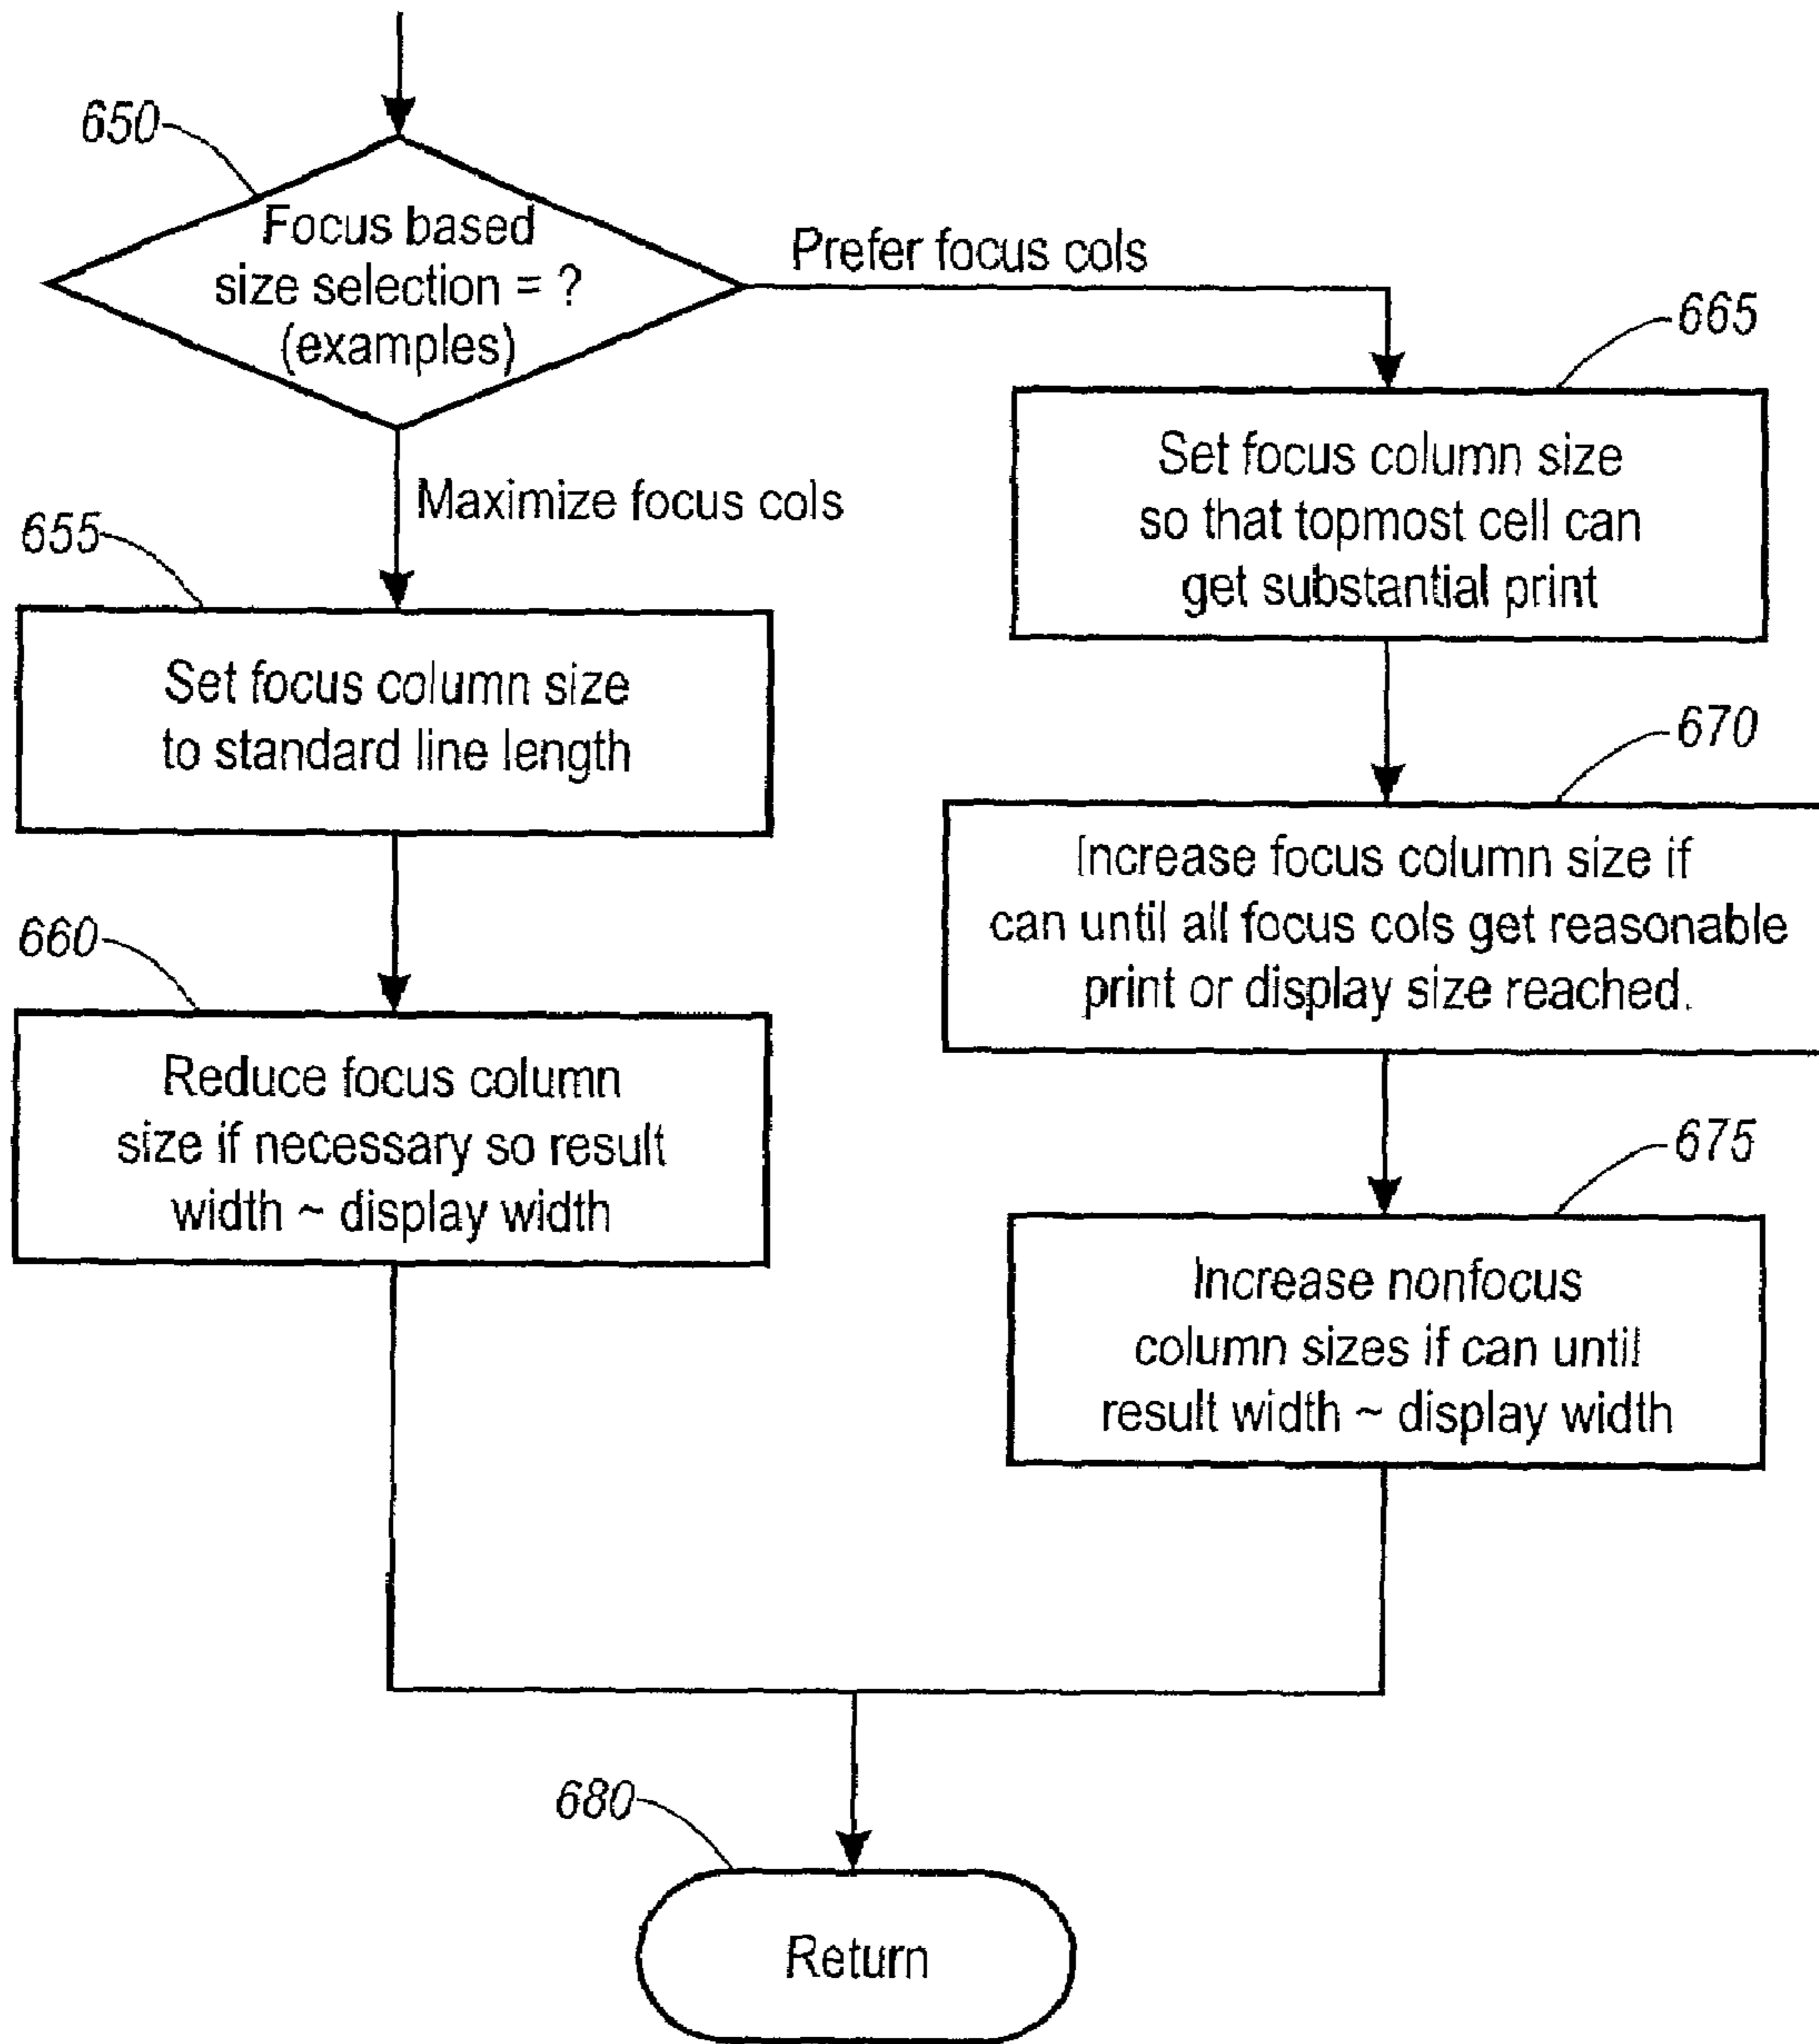 650
Focus based
size selection = ?
(examples)
Prefer focus cols
Maximize focus cols
655
Set focus column size
to standard line length
660
Reduce focus column
size if necessary so result
width ~ display width
665
Set focus column size
so that topmost cell can
get substantial print
670
Increase focus column size if
can until all focus cols get reasonable
print or display size reached.
675
Increase nonfocus
column sizes if can until
result width ~ display width
680
Return